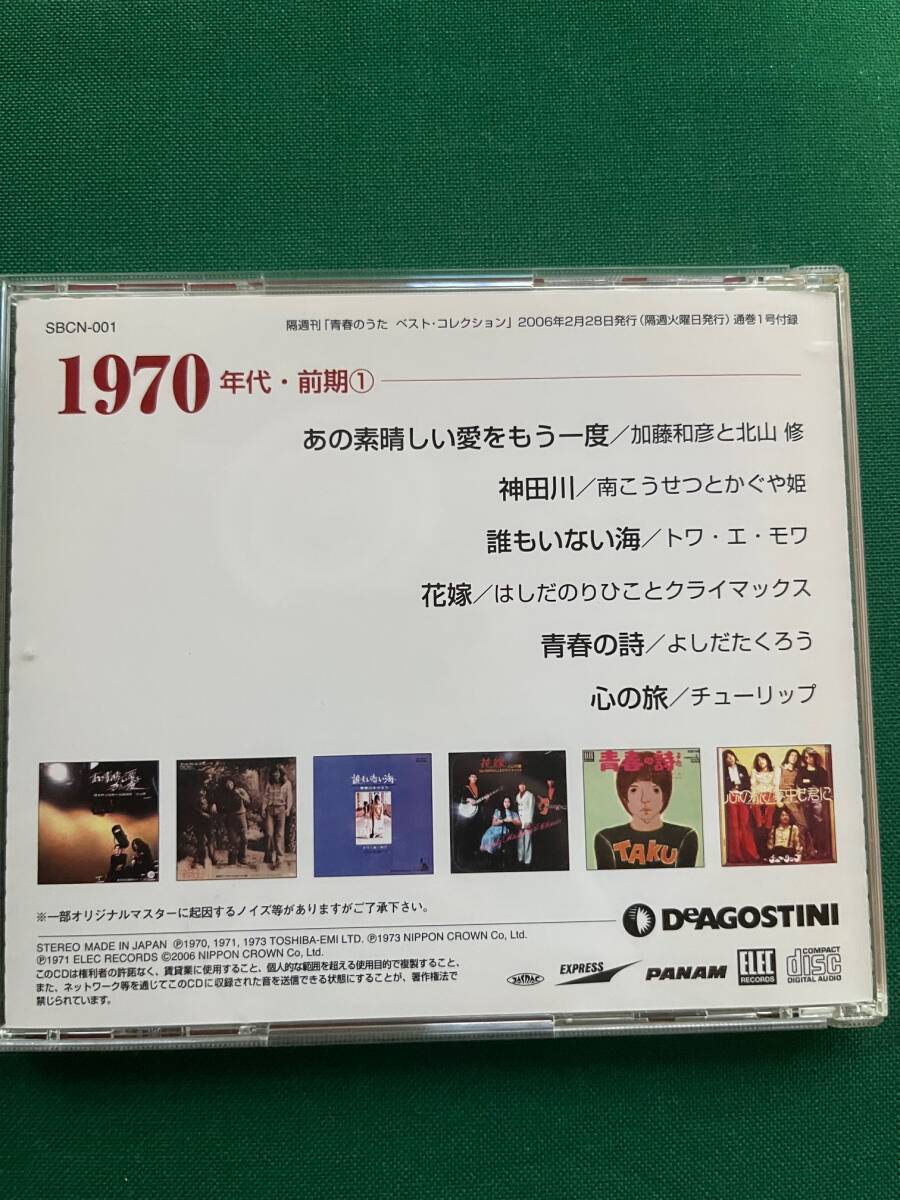 SBCN-001
隔週刊「青春のうた ベスト・コレクション」 2006年2月28日発行（隔週火曜日発行）通巻1号付録
1970年代・前期①
あの素晴しい愛をもう一度／加藤和彦と北山 修
神田川／南こうせつとかぐや姫
誰もいない海／トワ・エ・モワ
花嫁／はしだのりひことクライマックス
青春の詩／よしだたくろう
心の旅／チューリップ
誰もいない海
花嫁
青春の詩
TAKU
※一部オリジナルマスターに起因するノイズ等がありますがご了承下さい。
DeAGOSTINI
STEREO MADE IN JAPAN ℗1970, 1971, 1973 TOSHIBA-EMI LTD. ℗1973 NIPPON CROWN Co, Ltd.
℗1971 ELEC RECORDS ©2006 NIPPON CROWN Co, Ltd.
このCDは権利者の許諾なく、賃貸業に使用すること、個人的な範囲を超える使用目的で複製すること、
また、ネットワーク等を通じてこのCDに収録された音を送信できる状態にすることが、著作権法で
禁じられています。
JASRAC
EXPRESS
PANAM
ELEC
RECORDS
COMPACT
disc
DIGITAL AUDIO